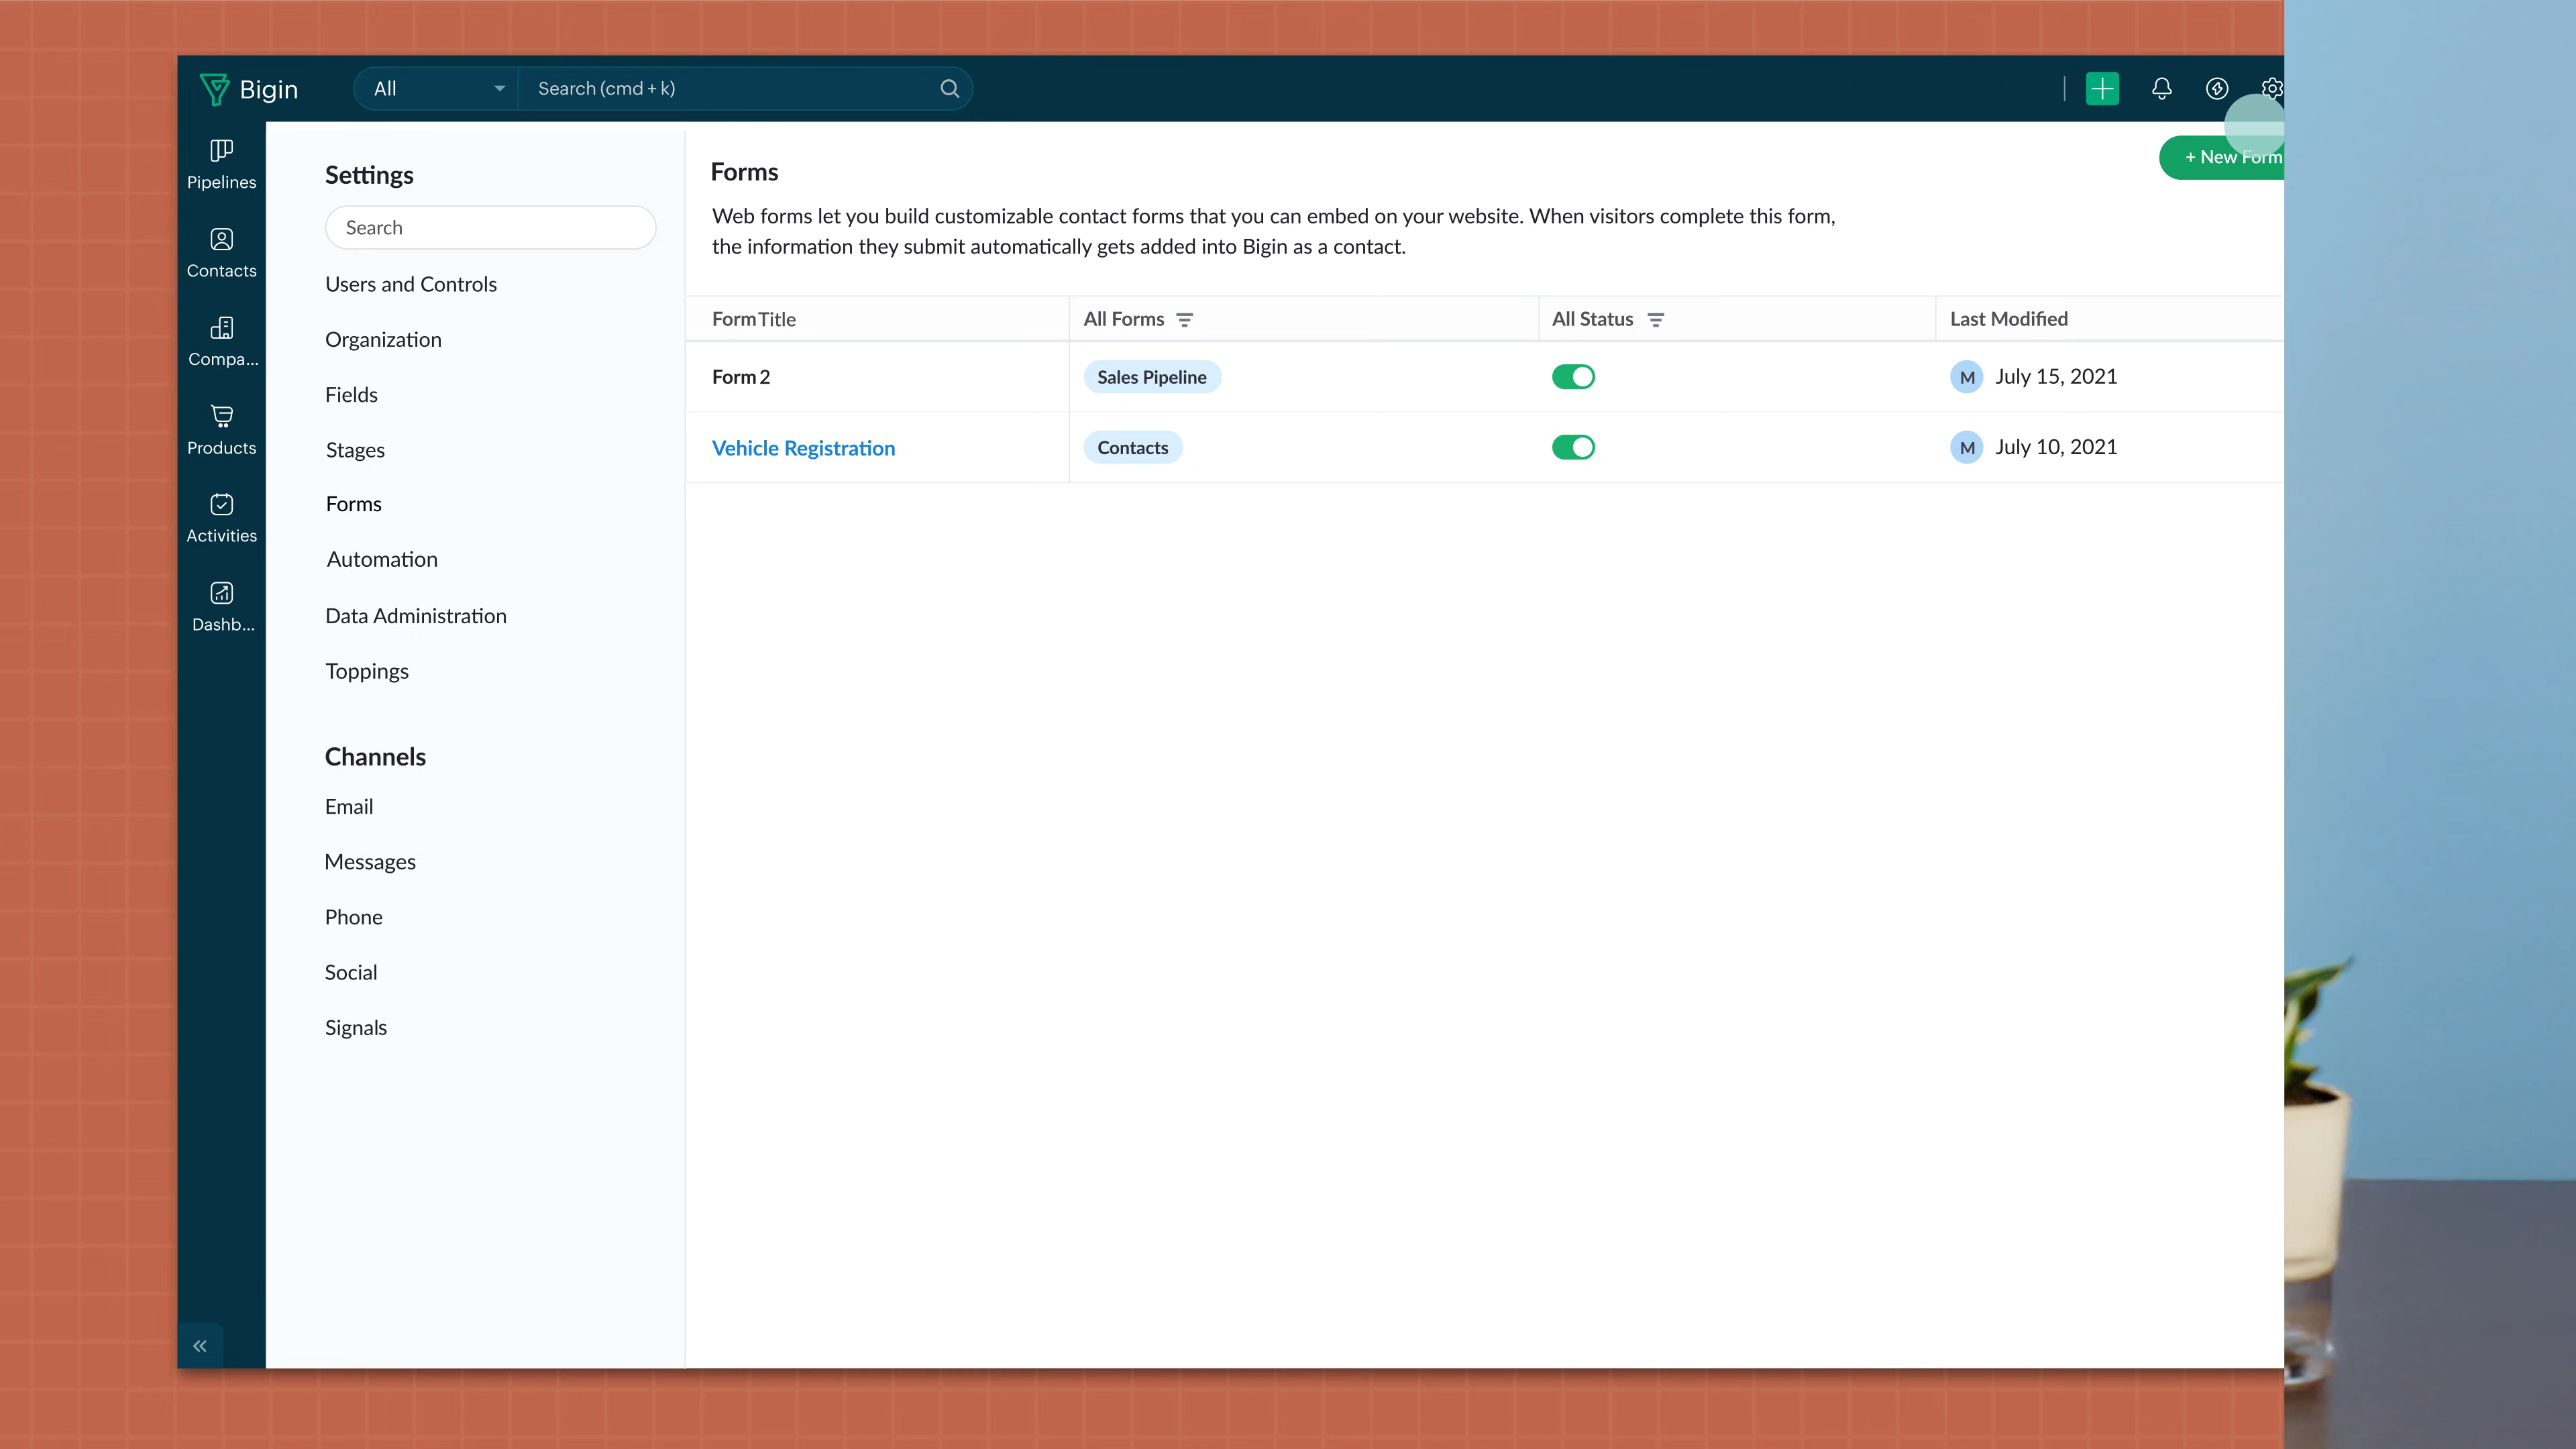 Bigin
All
Search (cmd + k)
Pipelines
Contacts
Compa...
Products
Activities
Dashb...
Settings
Search
Users and Controls
Organization
Fields
Stages
Forms
Automation
Data Administration
Toppings
Channels
Email
Messages
Phone
Social
Signals
Forms
+ New Form
Web forms let you build customizable contact forms that you can embed on your website. When visitors complete this form,
the information they submit automatically gets added into Bigin as a contact.
Form Title All Forms All Status Last Modified
Form 2 Sales Pipeline M July 15, 2021
Vehicle Registration Contacts M July 10, 2021